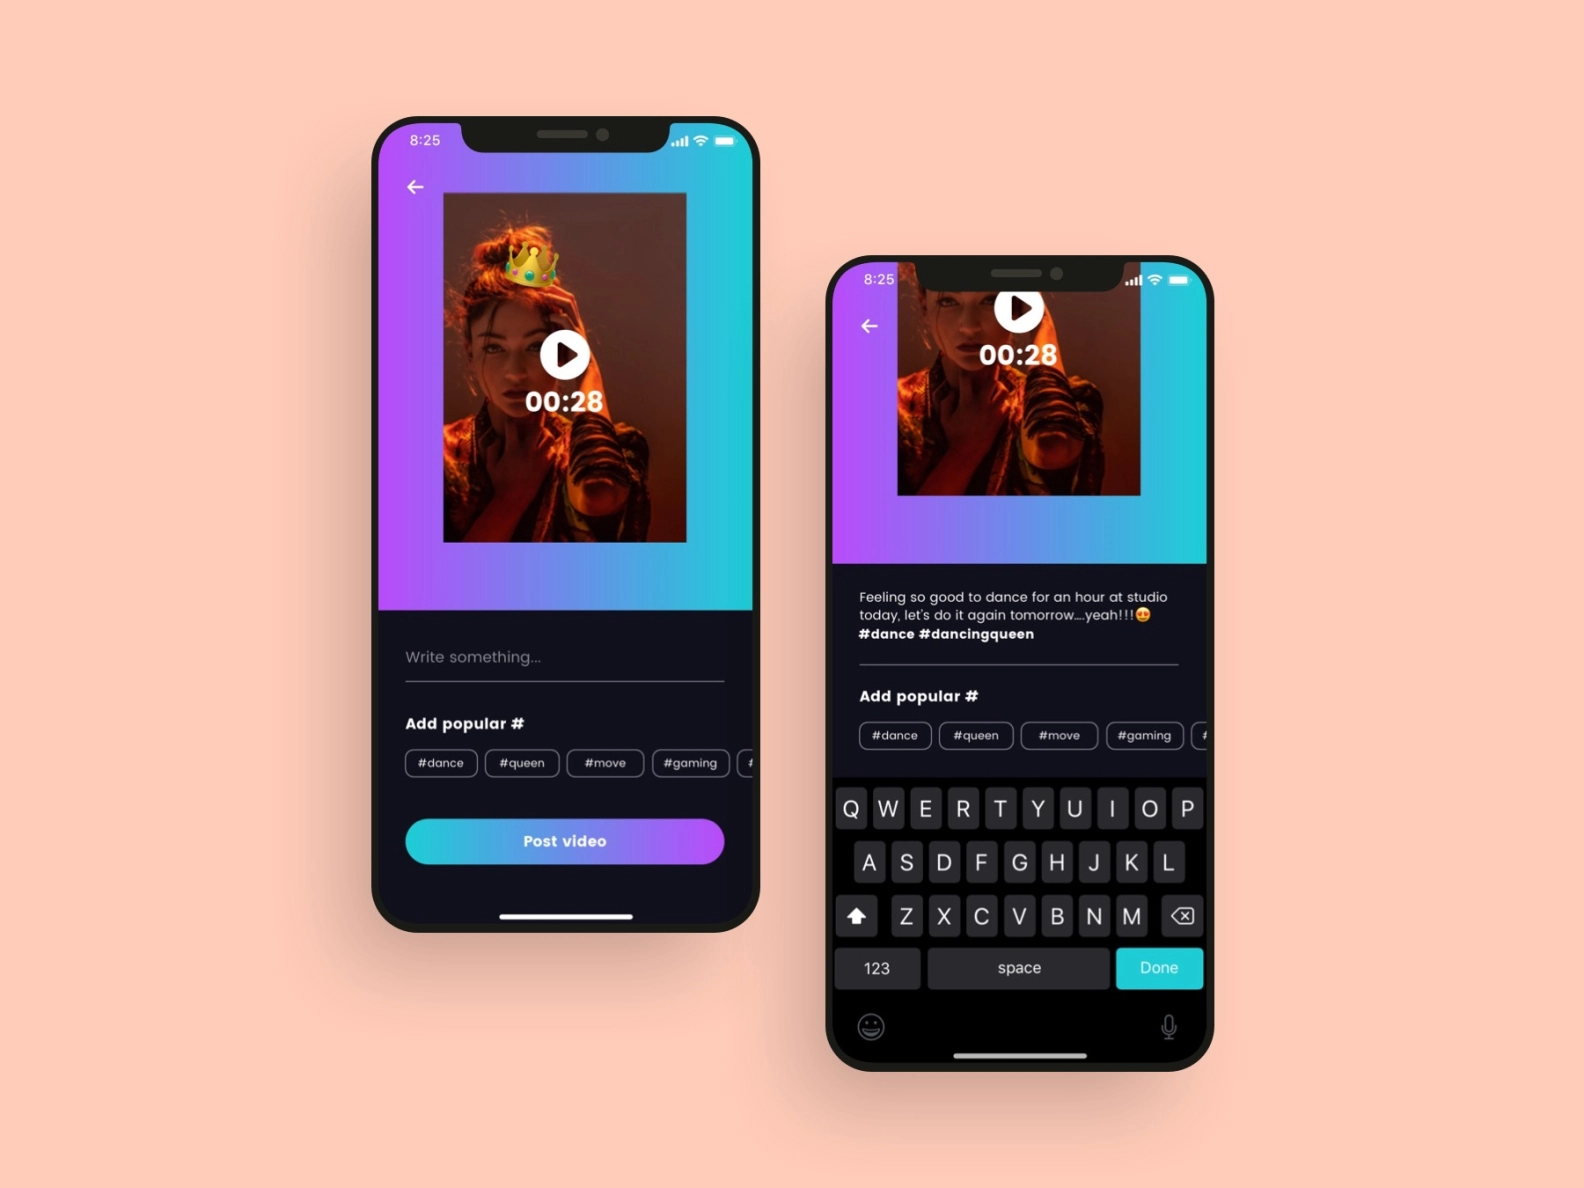 8:25
00:28
Write something...
Add popular #
#dance #queen #move #gaming #
Post video
8:25
00:28
Feeling so good to dance for an hour at studio
today, let's do it again tomorrow....yeah!!!😍
#dance #dancingqueen
Add popular #
#dance #queen #move #gaming #
Q W E R T Y U I O P
A S D F G H J K L
Z X C V B N M
123 space Done